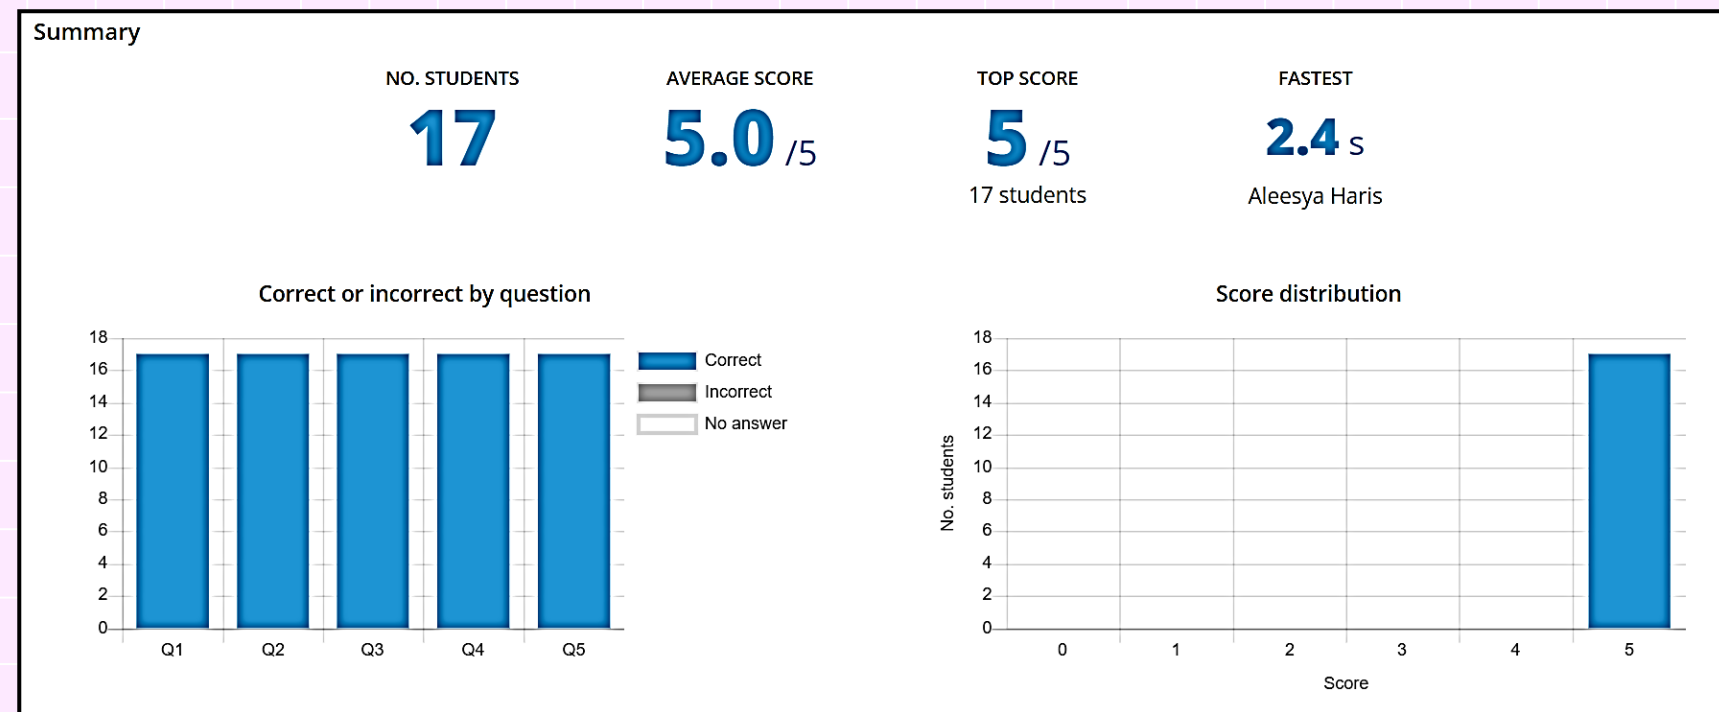 Summary
NO. STUDENTS
17
AVERAGE SCORE
5.0 /5
TOP SCORE
5 /5
17 students
FASTEST
2.4 s
Aleesya Haris
Correct or incorrect by question
18
16
14
12
10
8
6
4
2
0
Q1 Q2 Q3 Q4 Q5
Correct
Incorrect
No answer
Score distribution
No. students
18
16
14
12
10
8
6
4
2
0
0 1 2 3 4 5
Score